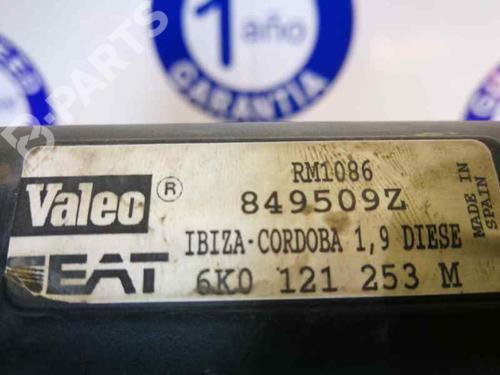 1 año
GARANTIA
B-PARTS
RM1086
Valeo ®
849509Z
IBIZA-CORDOBA 1,9 DIESE
SEAT
6K0 121 253 M
MADE IN
SPAIN